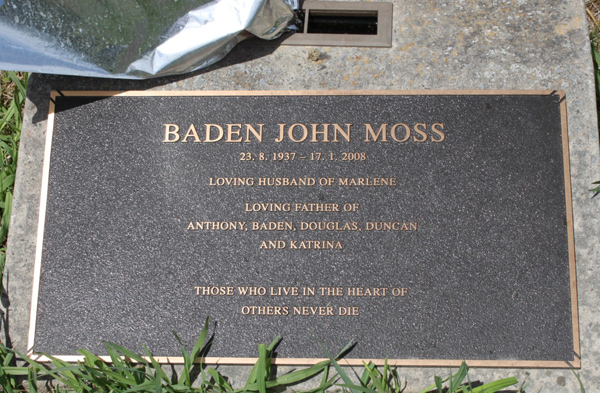 BADEN JOHN MOSS
23. 8. 1937 – 17. 1. 2008
LOVING HUSBAND OF MARLENE
LOVING FATHER OF
ANTHONY, BADEN, DOUGLAS, DUNCAN
AND KATRINA
THOSE WHO LIVE IN THE HEART OF
OTHERS NEVER DIE